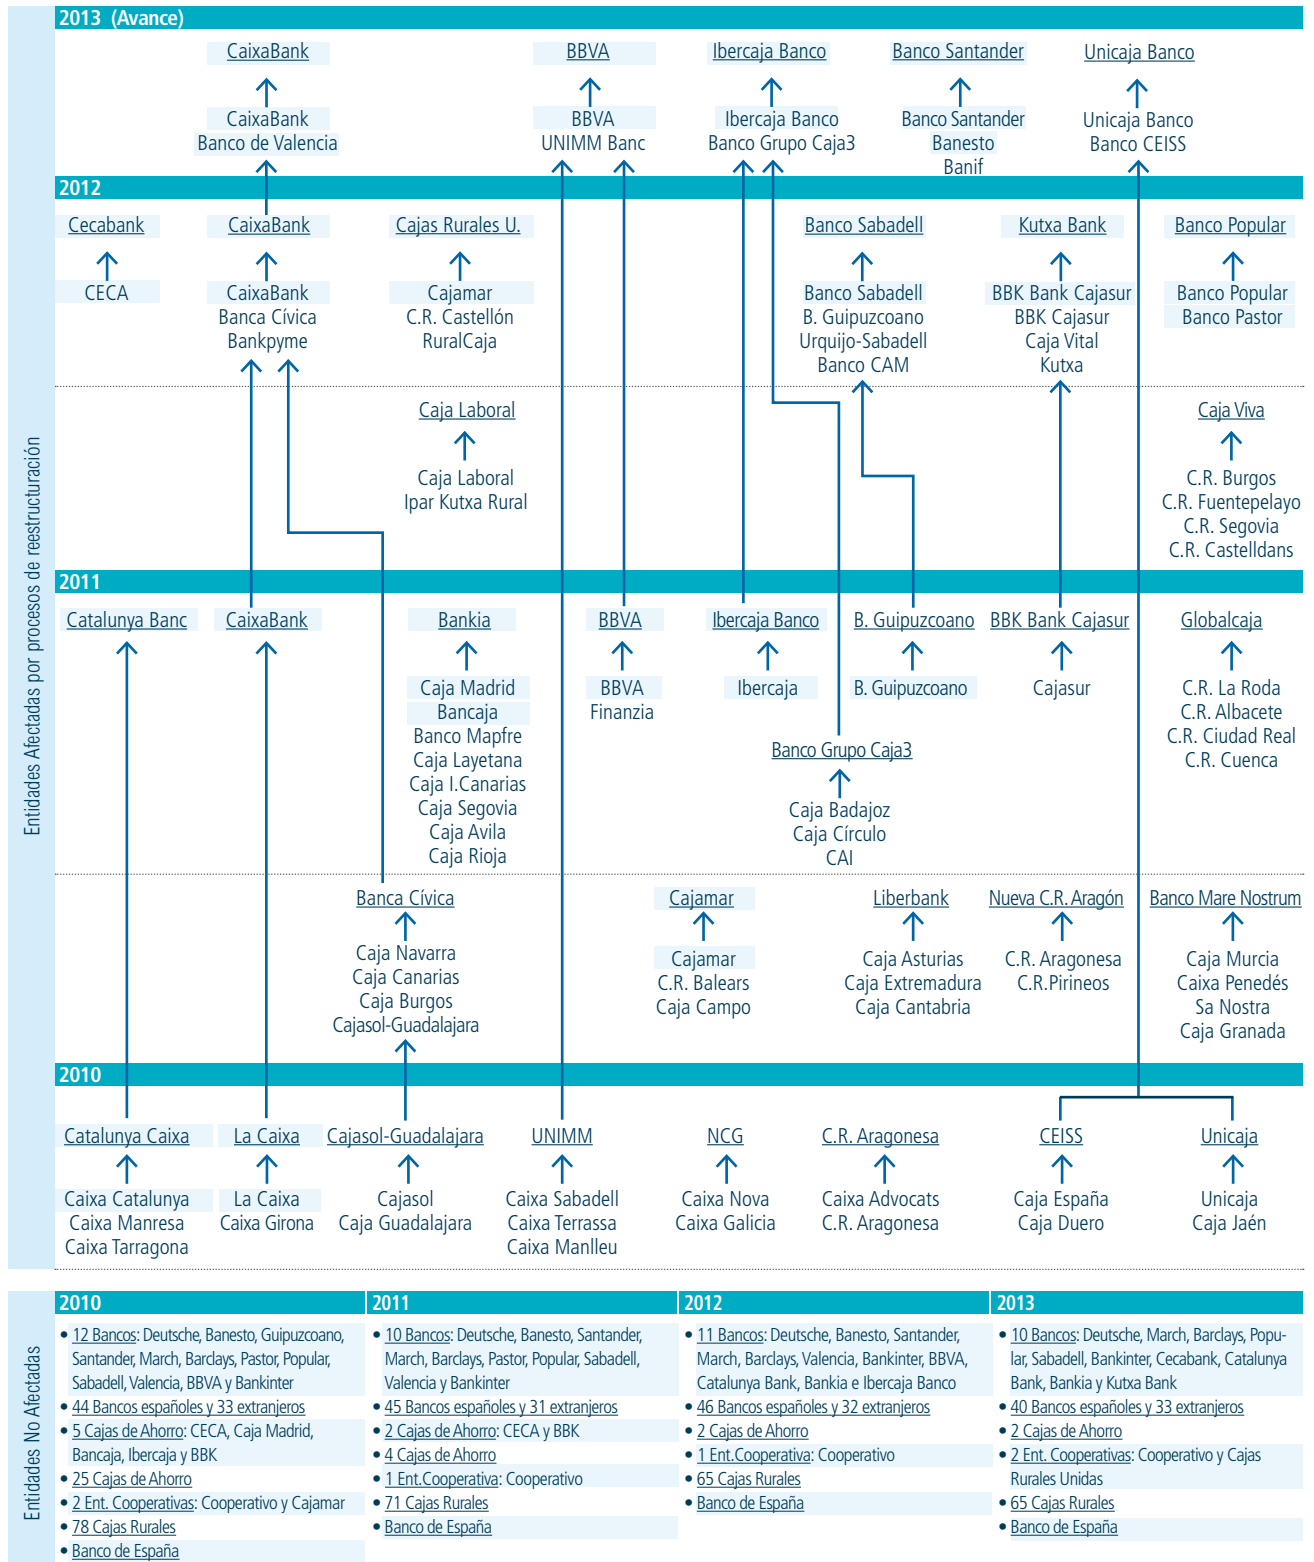 Entidades Afectadas por procesos de reestructuración
2013 (Avance)
CaixaBank
CaixaBank
Banco de Valencia
BBVA
BBVA
UNIMM Banc
Ibercaja Banco
Ibercaja Banco
Banco Grupo Caja3
Banco Santander
Banco Santander
Banesto
Banif
Unicaja Banco
Unicaja Banco
Banco CEISS
2012
Cecabank
CECA
CaixaBank
CaixaBank
Banca Cívica
Bankpyme
Cajas Rurales U.
Cajamar
C.R. Castellón
RuralCaja
Banco Sabadell
Banco Sabadell
B. Guipuzcoano
Urquijo-Sabadell
Banco CAM
Kutxa Bank
BBK Bank Cajasur
BBK Cajasur
Caja Vital
Kutxa
Banco Popular
Banco Popular
Banco Pastor
Caja Laboral
Caja Laboral
Ipar Kutxa Rural
Caja Viva
C.R. Burgos
C.R. Fuentepelayo
C.R. Segovia
C.R. Castelldans
2011
Catalunya Banc
CaixaBank
Bankia
Caja Madrid
Bancaja
Banco Mapfre
Caja Layetana
Caja I.Canarias
Caja Segovia
Caja Avila
Caja Rioja
BBVA
BBVA
Finanzia
Ibercaja Banco
Ibercaja
Banco Grupo Caja3
Caja Badajoz
Caja Círculo
CAI
B. Guipuzcoano
B. Guipuzcoano
BBK Bank Cajasur
Cajasur
Globalcaja
C.R. La Roda
C.R. Albacete
C.R. Ciudad Real
C.R. Cuenca
Banca Cívica
Caja Navarra
Caja Canarias
Caja Burgos
Cajasol-Guadalajara
Cajamar
Cajamar
C.R. Balears
Caja Campo
Liberbank
Caja Asturias
Caja Extremadura
Caja Cantabria
Nueva C.R. Aragón
C.R. Aragonesa
C.R.Pirineos
Banco Mare Nostrum
Caja Murcia
Caixa Penedés
Sa Nostra
Caja Granada
2010
Catalunya Caixa
Caixa Catalunya
Caixa Manresa
Caixa Tarragona
La Caixa
La Caixa
Caixa Girona
Cajasol-Guadalajara
Cajasol
Caja Guadalajara
UNIMM
Caixa Sabadell
Caixa Terrassa
Caixa Manlleu
NCG
Caixa Nova
Caixa Galicia
C.R. Aragonesa
Caixa Advocats
C.R. Aragonesa
CEISS
Caja España
Caja Duero
Unicaja
Unicaja
Caja Jaén
Entidades No Afectadas
2010
• 12 Bancos: Deutsche, Banesto, Guipuzcoano,
Santander, March, Barclays, Pastor, Popular,
Sabadell, Valencia, BBVA y Bankinter
• 44 Bancos españoles y 33 extranjeros
• 5 Cajas de Ahorro: CECA, Caja Madrid,
Bancaja, Ibercaja y BBK
• 25 Cajas de Ahorro
• 2 Ent. Cooperativas: Cooperativo y Cajamar
• 78 Cajas Rurales
• Banco de España
2011
• 10 Bancos: Deutsche, Banesto, Santander,
March, Barclays, Pastor, Popular, Sabadell,
Valencia y Bankinter
• 45 Bancos españoles y 31 extranjeros
• 2 Cajas de Ahorro: CECA y BBK
• 4 Cajas de Ahorro
• 1 Ent.Cooperativa: Cooperativo
• 71 Cajas Rurales
• Banco de España
2012
• 11 Bancos: Deutsche, Banesto, Santander,
March, Barclays, Valencia, Bankinter, BBVA,
Catalunya Bank, Bankia e Ibercaja Banco
• 46 Bancos españoles y 32 extranjeros
• 2 Cajas de Ahorro
• 1 Ent.Cooperativa: Cooperativo
• 65 Cajas Rurales
• Banco de España
2013
• 10 Bancos: Deutsche, March, Barclays, Popu-
lar, Sabadell, Bankinter, Cecabank, Catalunya
Bank, Bankia y Kutxa Bank
• 40 Bancos españoles y 33 extranjeros
• 2 Cajas de Ahorro
• 2 Ent. Cooperativas: Cooperativo y Cajas
Rurales Unidas
• 65 Cajas Rurales
• Banco de España